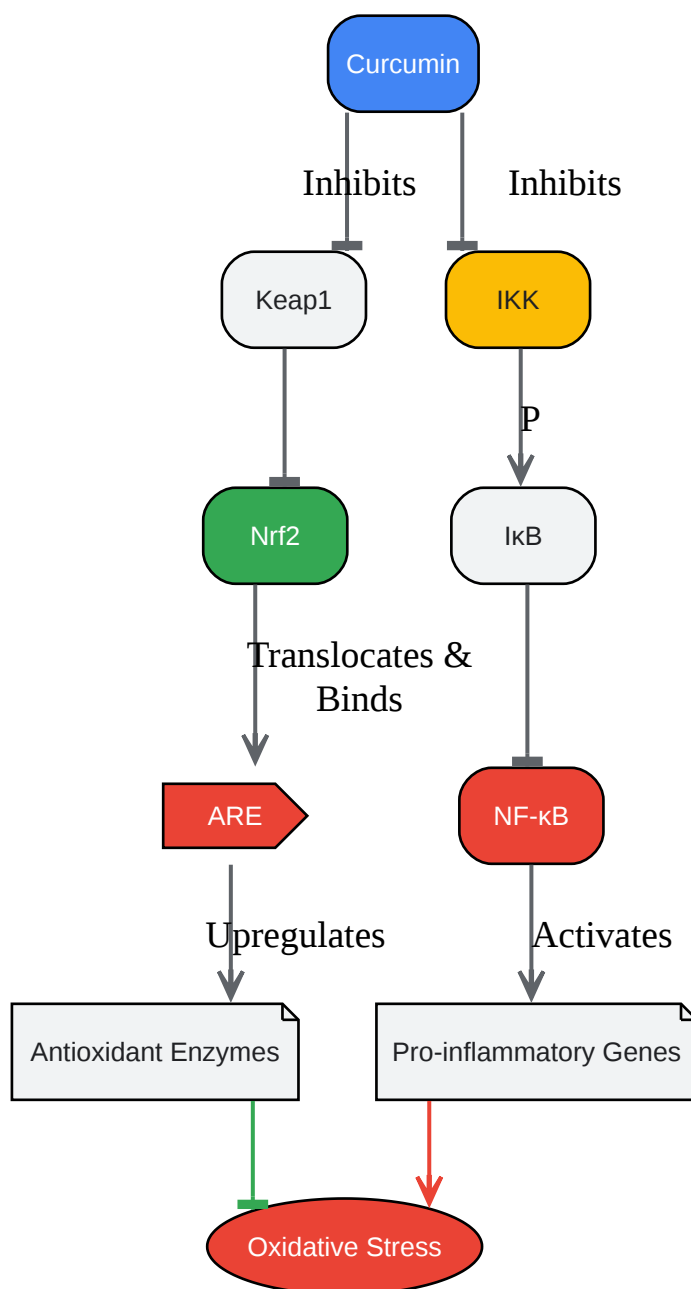 Curcumin
Inhibits
Inhibits
Keap1
IKK
P
Nrf2
IκB
Translocates &
Binds
ARE
NF-κB
Upregulates
Activates
Antioxidant Enzymes
Pro-inflammatory Genes
Oxidative Stress